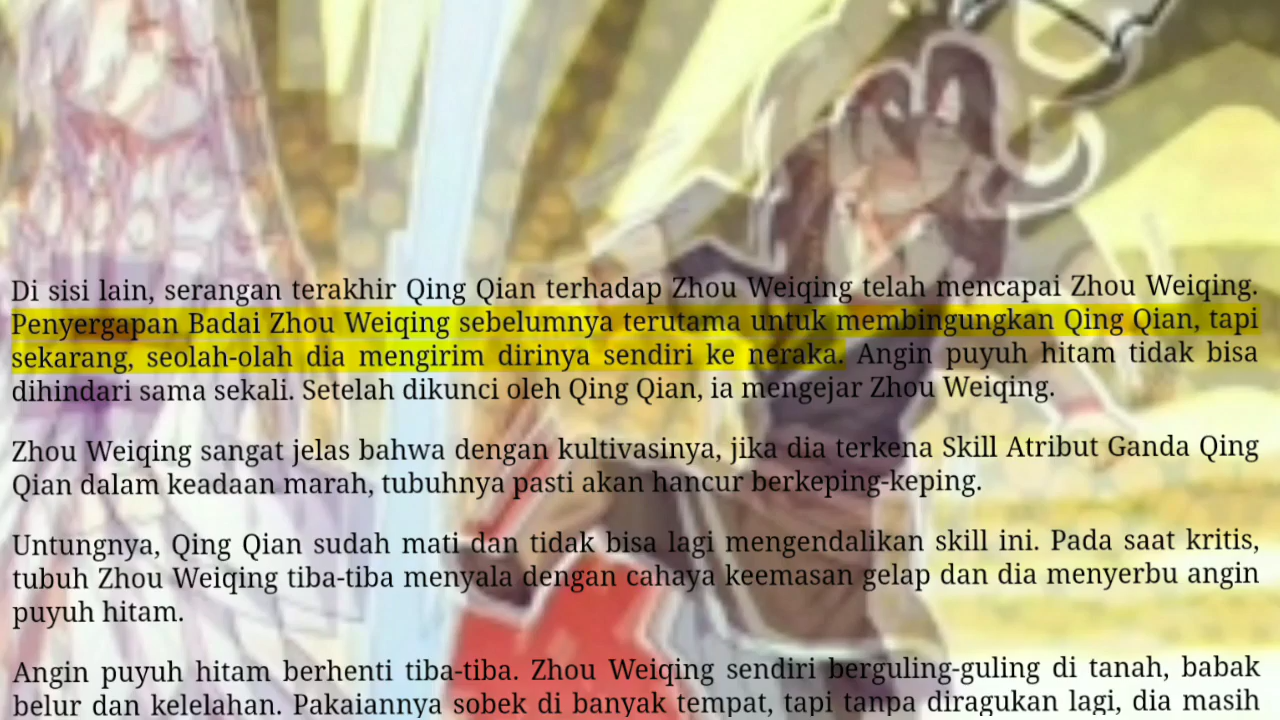 Di sisi lain, serangan terakhir Qing Qian terhadap Zhou Weiqing telah mencapai Zhou Weiqing.
Penyergapan Badai Zhou Weiqing sebelumnya terutama untuk membingungkan Qing Qian, tapi
sekarang, seolah-olah dia mengirim dirinya sendiri ke neraka. Angin puyuh hitam tidak bisa
dihindari sama sekali. Setelah dikunci oleh Qing Qian, ia mengejar Zhou Weiqing.
Zhou Weiqing sangat jelas bahwa dengan kultivasinya, jika dia terkena Skill Atribut Ganda Qing
Qian dalam keadaan marah, tubuhnya pasti akan hancur berkeping-keping.
Untungnya, Qing Qian sudah mati dan tidak bisa lagi mengendalikan skill ini. Pada saat kritis,
tubuh Zhou Weiqing tiba-tiba menyala dengan cahaya keemasan gelap dan dia menyerbu angin
puyuh hitam.
Angin puyuh hitam berhenti tiba-tiba. Zhou Weiqing sendiri berguling-guling di tanah, babak
belur dan kelelahan. Pakaiannya sobek di banyak tempat, tapi tanpa diragukan lagi, dia masih